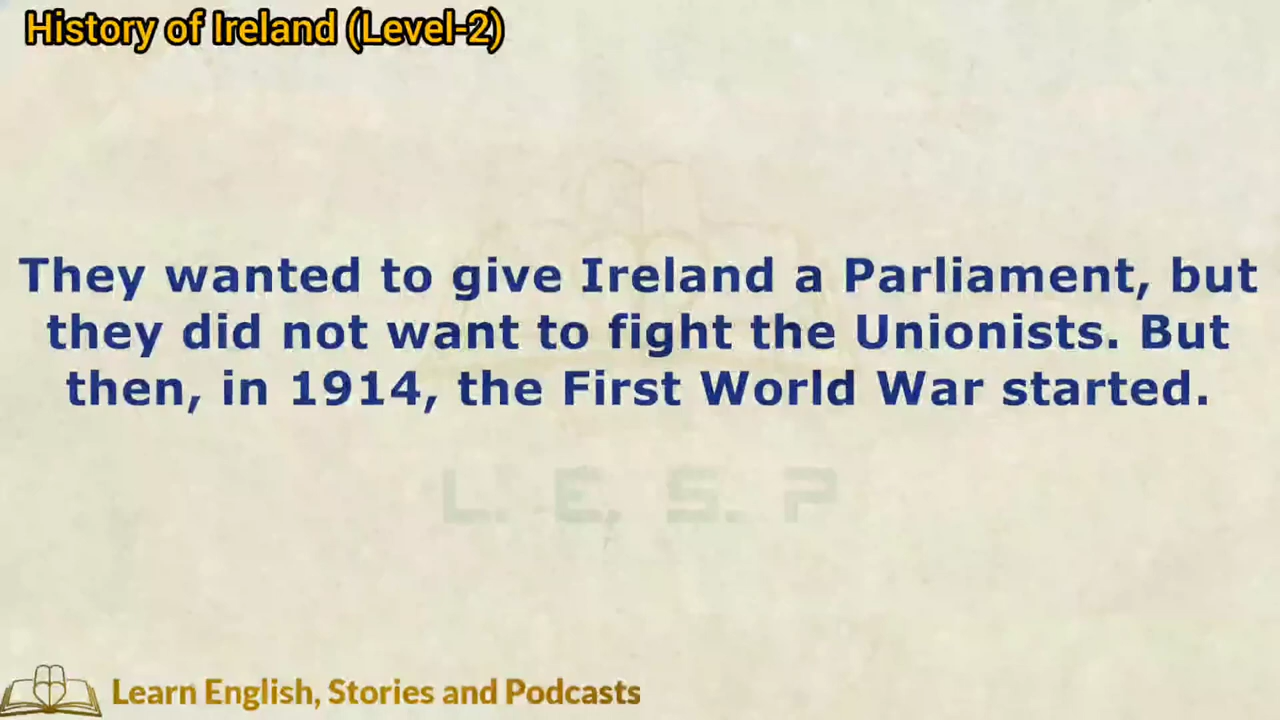 History of Ireland (Level-2)
They wanted to give Ireland a Parliament, but
they did not want to fight the Unionists. But
then, in 1914, the First World War started.
L. E. S. P
Learn English, Stories and Podcasts